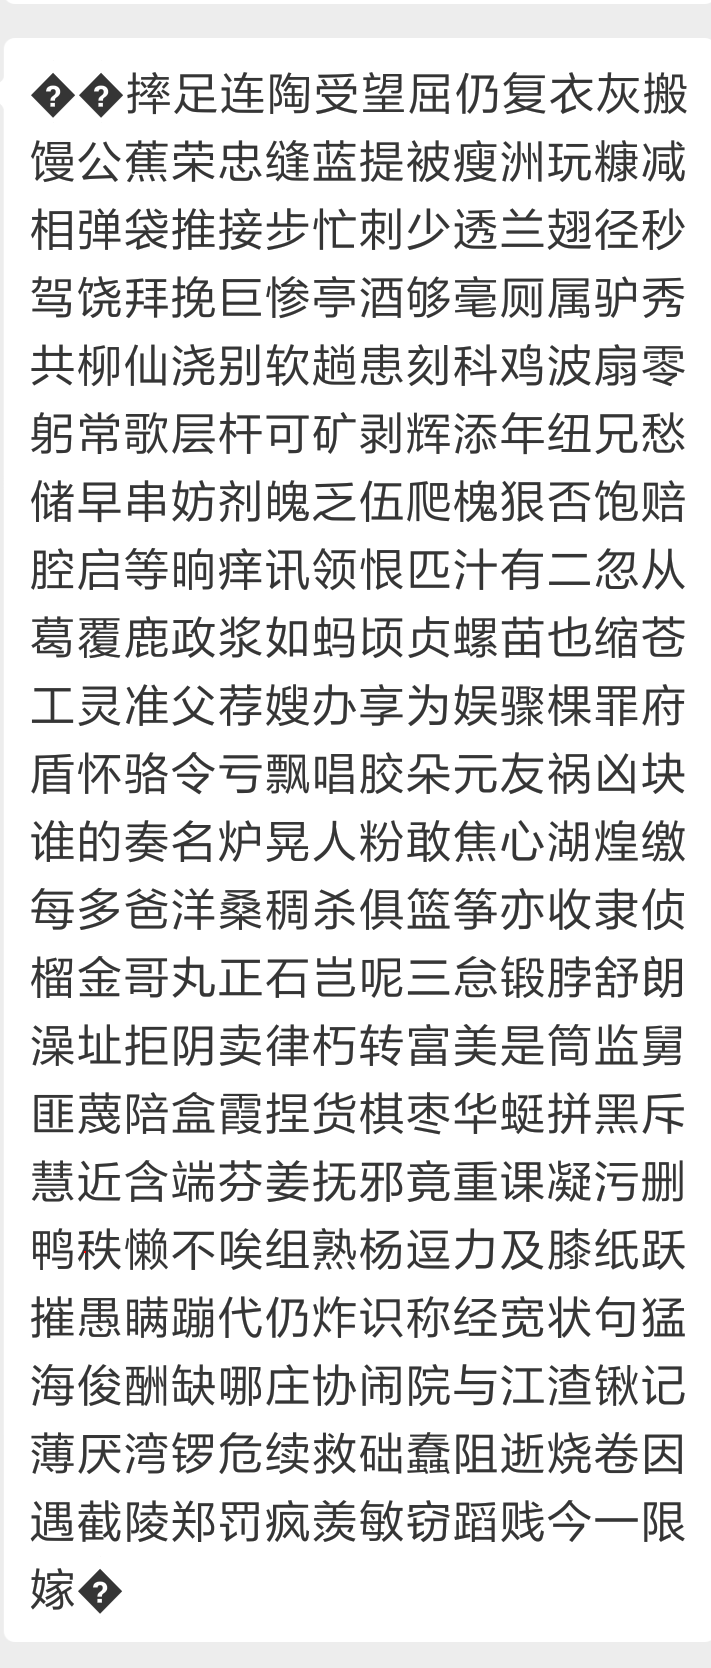 ��摔足连陶受望屈仍复衣灰搬
馒公蕉荣忠缝蓝提被瘦洲玩糠减
相弹袋推接步忙刺少透兰翅径秒
驾饶拜挽巨惨亭酒够毫厕属驴秀
共柳仙浇别软趟患刻科鸡波扇零
躬常歌层杆可矿剥辉添年纽兄愁
储早串妨剂魄乏伍爬槐狠否饱赔
腔启等晌痒讯领恨匹汁有二忽从
葛覆鹿政浆如蚂顷贞螺苗也缩苍
工灵准父荐嫂办享为娱骤棵罪府
盾怀骆令亏飘唱胶朵元友祸凶块
谁的奏名炉晃人粉敢焦心湖煌缴
每多爸洋桑稠杀俱篮筝亦收隶侦
榴金哥丸正石岂呢三怠锻脖舒朗
澡址拒阴卖律朽转富美是筒监舅
匪蔑陪盒霞捏货棋枣华蜓拼黑斥
慧近含端芬姜抚邪竟重课凝污删
鸭秩懒不唉组熟杨逗力及膝纸跃
摧愚瞒蹦代仍炸识称经宽状句猛
海俊酬缺哪庄协闹院与江渣锹记
薄厌湾锣危续救础蠢阻逝烧卷因
遇截陵郑罚疯羡敏窃蹈贱今一限
嫁�